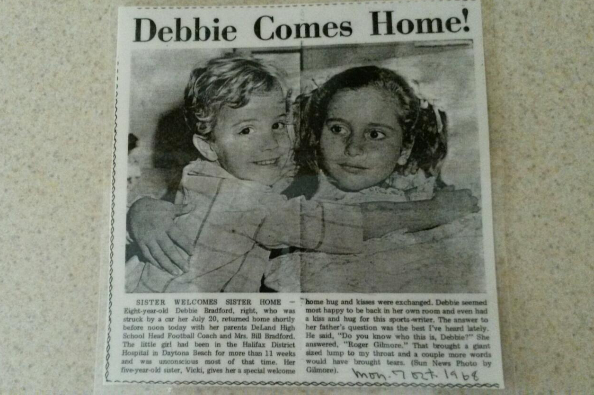 Debbie Comes Home!
SISTER WELCOMES SISTER HOME —
Eight-year-old Debbie Bradford, right, who was
struck by a car her July 20, returned home shortly
before noon today with her parents DeLand High
School Head Football Coach and Mrs. Bill Bradford.
The little girl had been in the Halifax District
Hospital in Daytona Beach for more than 11 weeks
and was unconscious most of that time. Her
five-year-old sister, Vicki, gives her a special welcome
home hug and kisses were exchanged. Debbie seemed
most happy to be back in her own room and even had
a kiss and hug for this sports-writer. The answer to
her father's question was the best I've heard lately.
He said, "Do you know who this is, Debbie?" She
answered, "Roger Gilmore." That brought a giant
sized lump to my throat and a couple more words
would have brought tears. (Sun News Photo by
Gilmore).
Mon. 7 Oct. 1968